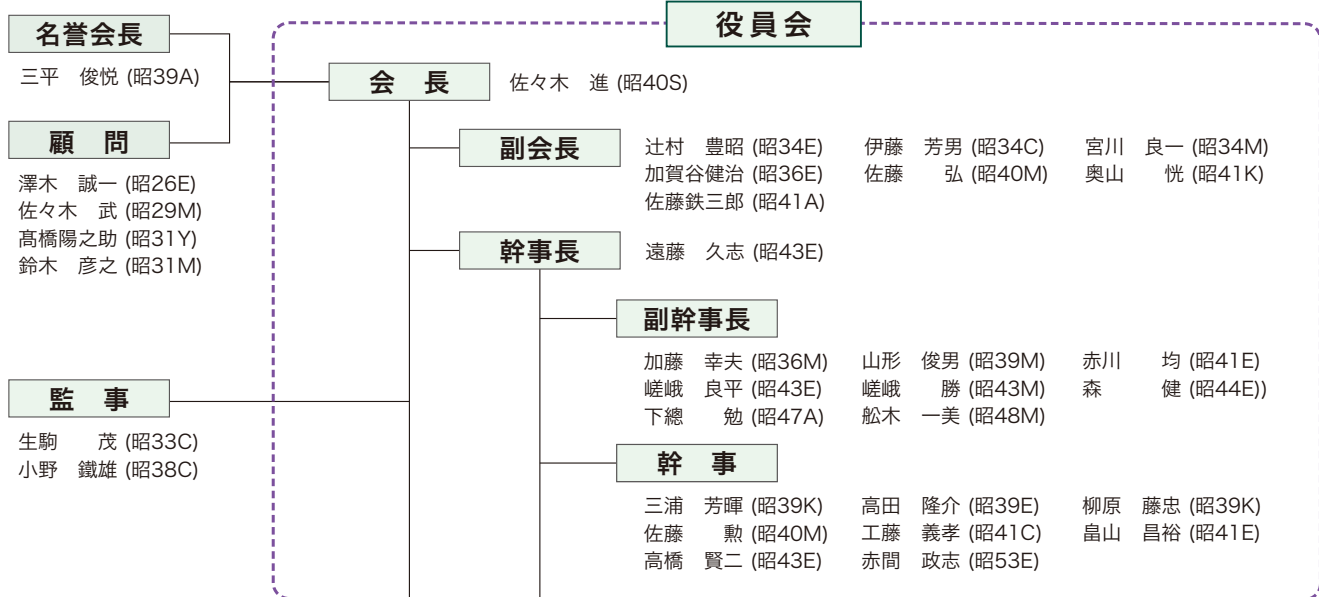 役員会
名誉会長
三平　俊悦 (昭39A)
会　長
佐々木　進 (昭40S)
顧　問
澤木　誠一 (昭26E)
佐々木　武 (昭29M)
髙橋陽之助 (昭31Y)
鈴木　彦之 (昭31M)
副会長
辻村　豊昭 (昭34E)　伊藤　芳男 (昭34C)　宮川　良一 (昭34M)
加賀谷健治 (昭36E)　佐藤　　弘 (昭40M)　奥山　　恍 (昭41K)
佐藤鉄三郎 (昭41A)
幹事長
遠藤　久志 (昭43E)
副幹事長
加藤　幸夫 (昭36M)　山形　俊男 (昭39M)　赤川　　均 (昭41E)
嵯峨　良平 (昭43E)　嵯峨　　勝 (昭43M)　森　　　健 (昭44E))
下總　　勉 (昭47A)　舩木　一美 (昭48M)
監　事
生駒　　茂 (昭33C)
小野　鐵雄 (昭38C)
幹　事
三浦　芳暉 (昭39K)　高田　隆介 (昭39E)　柳原　藤忠 (昭39K)
佐藤　　勲 (昭40M)　工藤　義孝 (昭41C)　畠山　昌裕 (昭41E)
高橋　賢二 (昭43E)　赤間　政志 (昭53E)